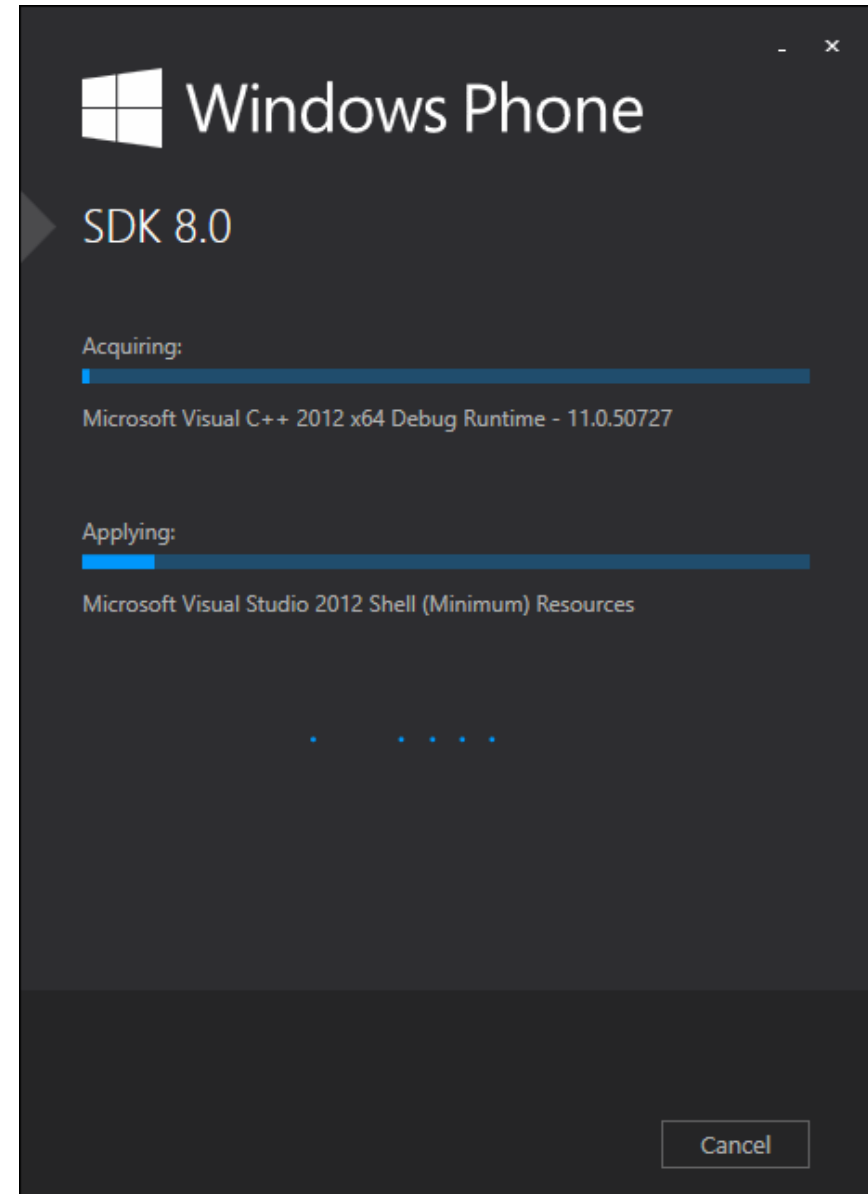 Windows Phone
SDK 8.0
Acquiring:
Microsoft Visual C++ 2012 x64 Debug Runtime - 11.0.50727
Applying:
Microsoft Visual Studio 2012 Shell (Minimum) Resources
Cancel